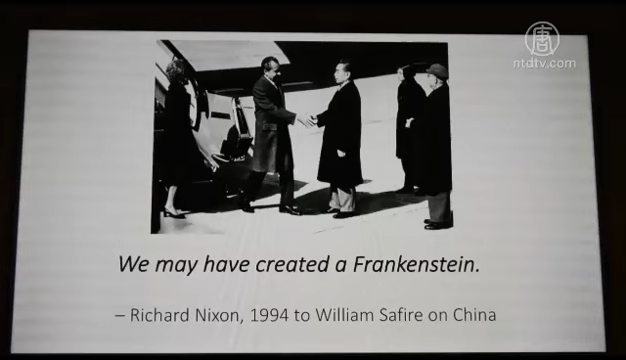 唐
ntdtv.com
We may have created a Frankenstein.
– Richard Nixon, 1994 to William Safire on China